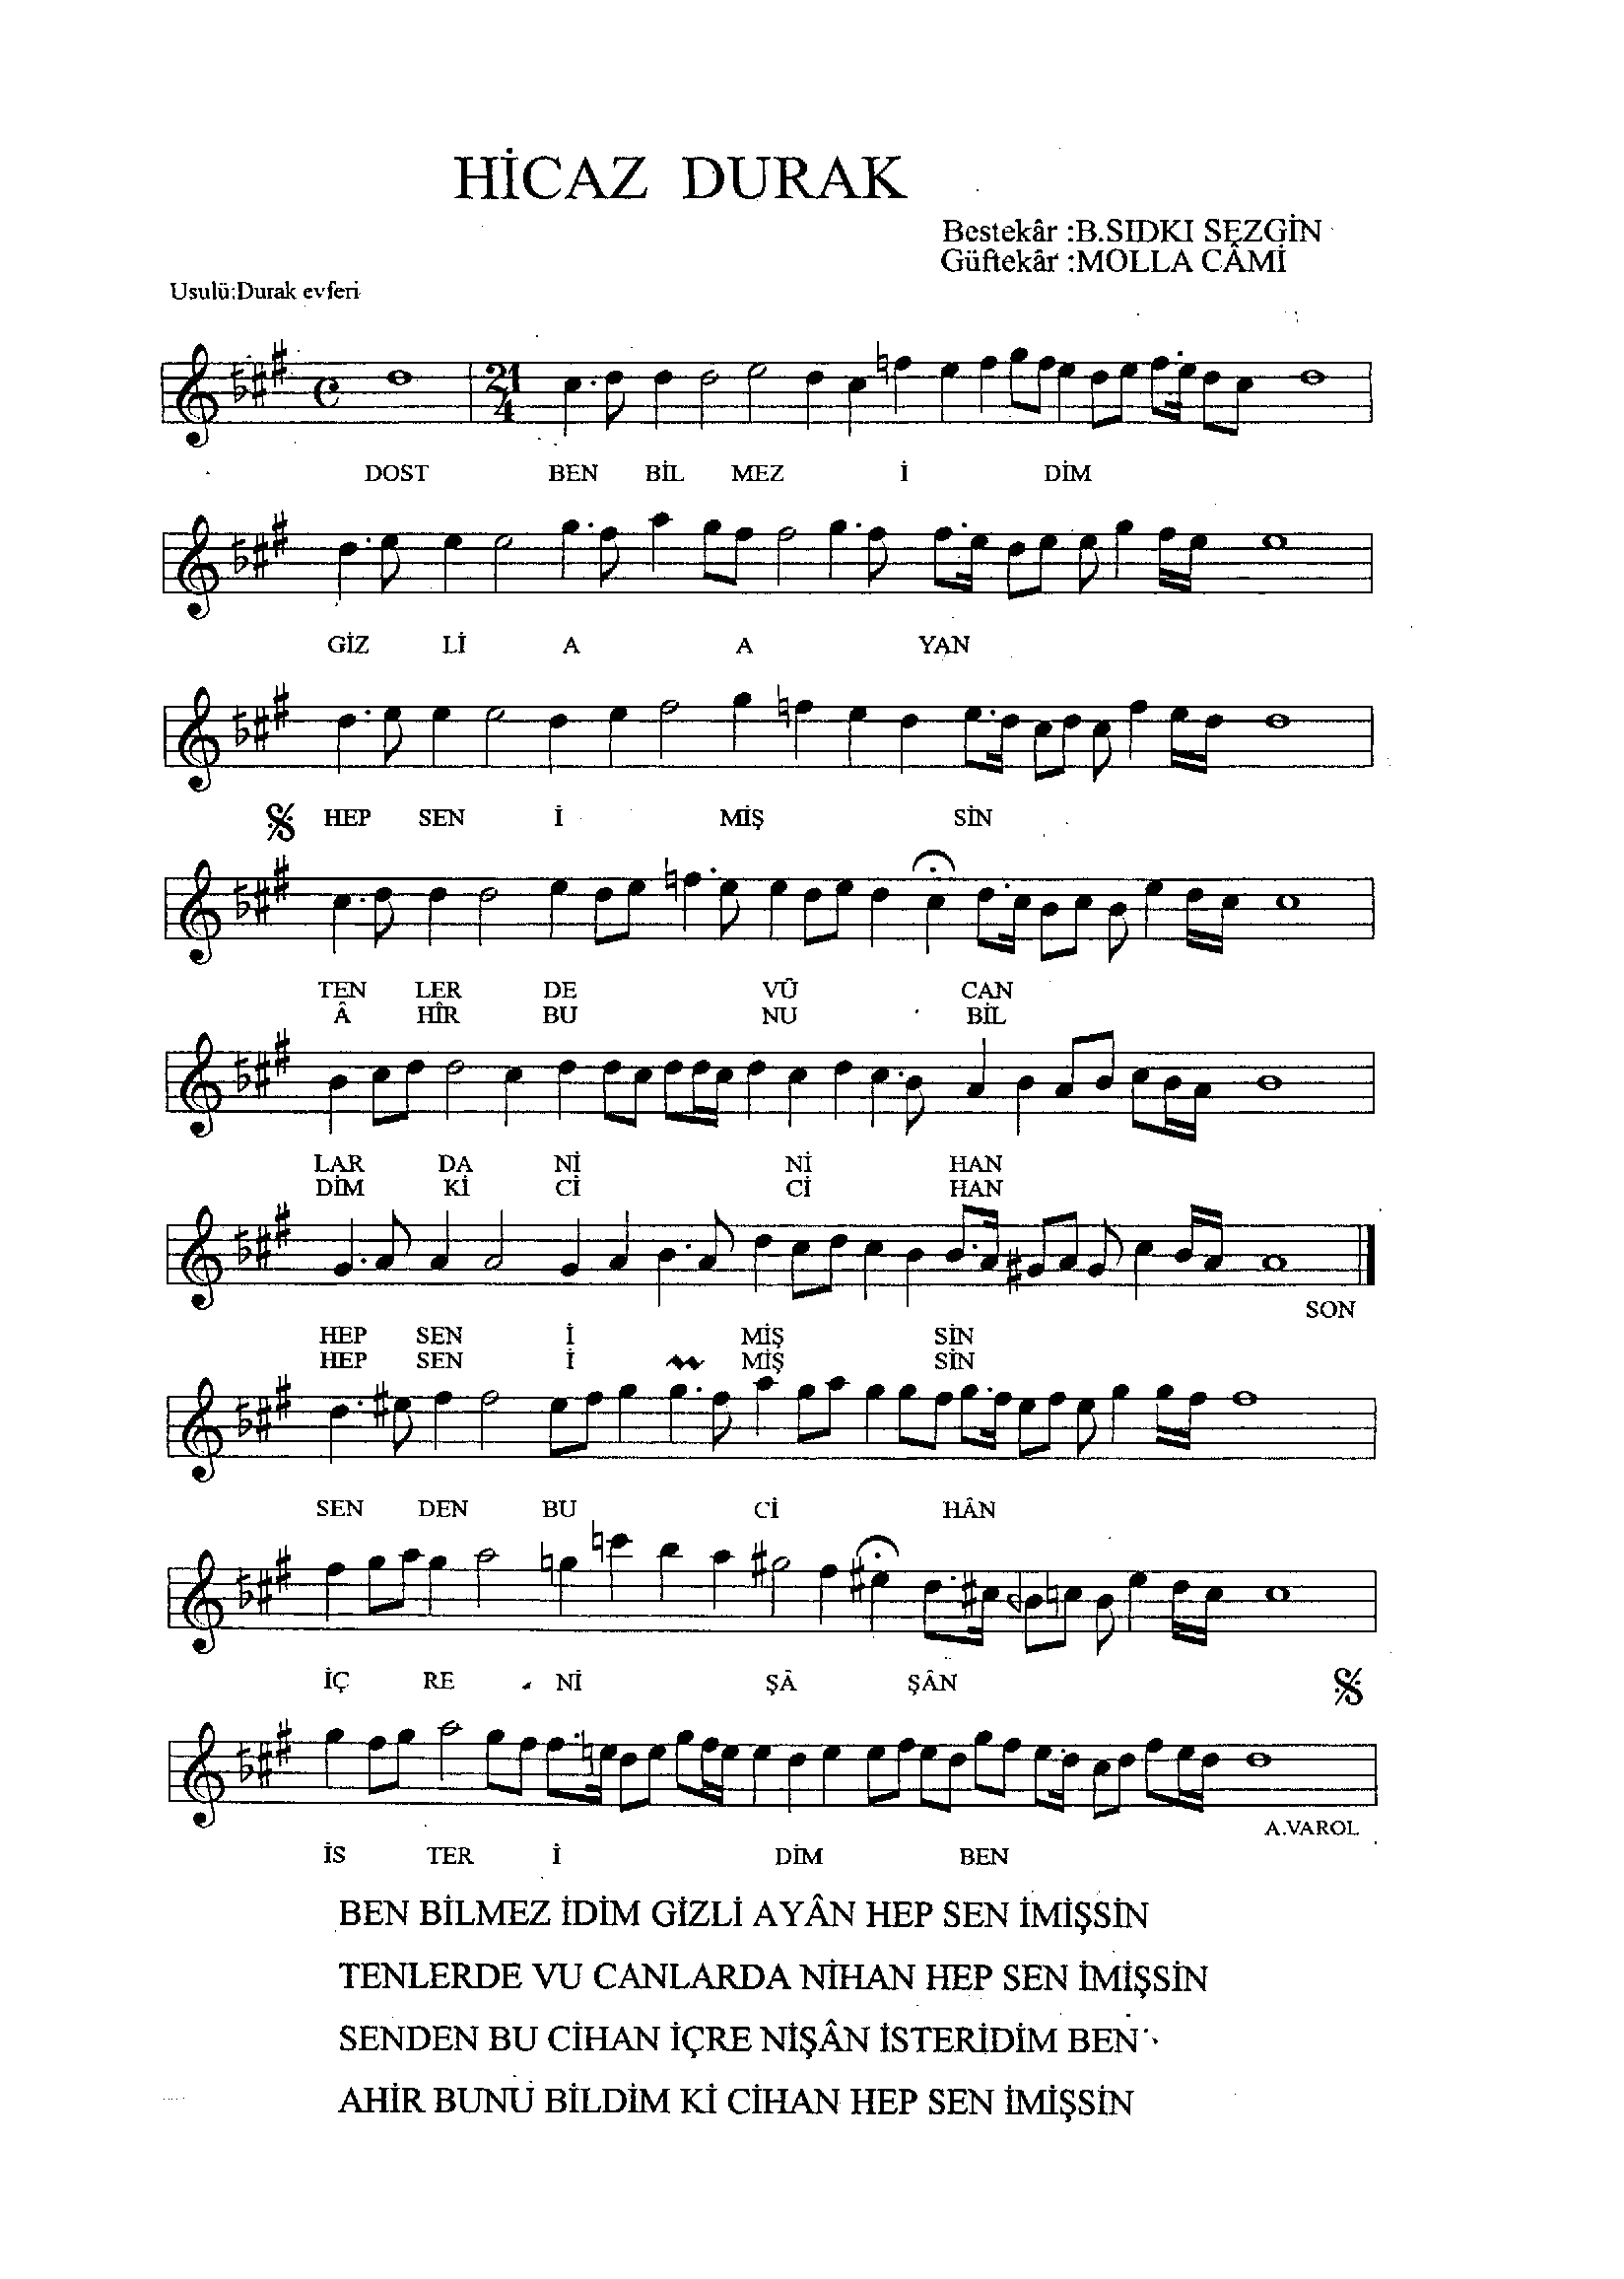 HİCAZ DURAK
Bestekâr :B.SIDKI SEZGİN
Güftekâr :MOLLA CÂMİ
Usulü:Durak evferi
21
4
DOST BEN BİL MEZ İ DİM
GİZ Lİ A A YAN
HEP SEN İ MİŞ SİN
TEN LER DE VÛ CAN
Â HÎR BU NU BİL
LAR DA Nİ Nİ HAN
DİM Kİ Cİ Cİ HAN
SON
HEP SEN İ MİŞ SİN
HEP SEN İ MİŞ SİN
SEN DEN BU Cİ HÂN
İÇ RE Nİ ŞÂ ŞÂN
A.VAROL
İS TER İ DİM BEN
BEN BİLMEZ İDİM GİZLİ AYÂN HEP SEN İMİŞSİN
TENLERDE VU CANLARDA NİHAN HEP SEN İMİŞSİN
SENDEN BU CİHAN İÇRE NİŞÂN İSTERİDİM BEN
AHİR BUNU BİLDİM Kİ CİHAN HEP SEN İMİŞSİN